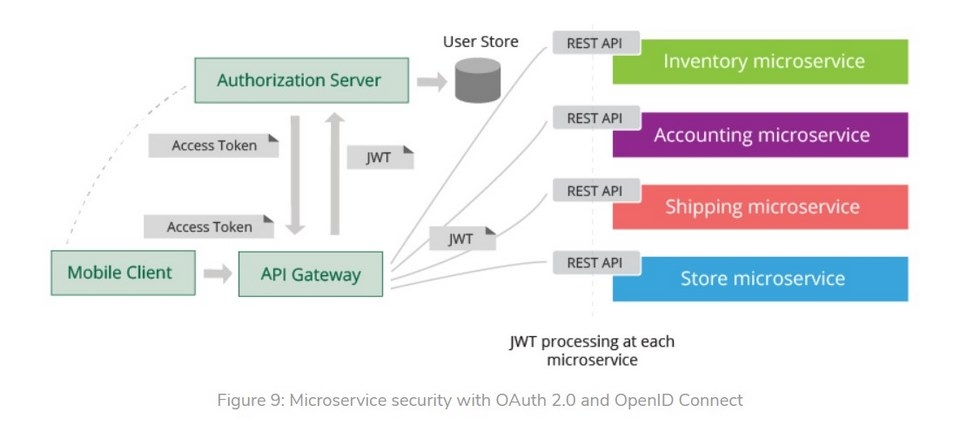 User Store
Authorization Server
Access Token
JWT
Access Token
Mobile Client
API Gateway
JWT
REST API
Inventory microservice
REST API
Accounting microservice
REST API
Shipping microservice
REST API
Store microservice
JWT processing at each
microservice
Figure 9: Microservice security with OAuth 2.0 and OpenID Connect